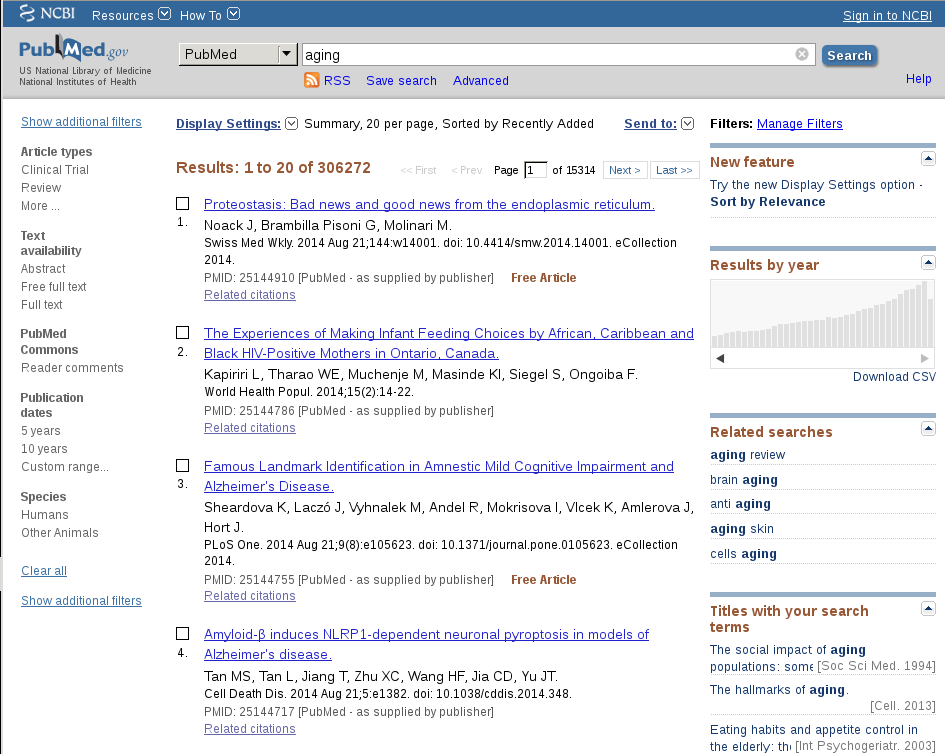 NCBI Resources How To Sign in to NCBI
PubMed.gov
US National Library of Medicine
National Institutes of Health
PubMed aging Search
RSS Save search Advanced Help
Show additional filters
Article types
Clinical Trial
Review
More ...
Text
availability
Abstract
Free full text
Full text
PubMed
Commons
Reader comments
Publication
dates
5 years
10 years
Custom range...
Species
Humans
Other Animals
Clear all
Show additional filters
Display Settings: Summary, 20 per page, Sorted by Recently Added Send to:
Results: 1 to 20 of 306272 << First < Prev Page 1 of 15314 Next > Last >>
Proteostasis: Bad news and good news from the endoplasmic reticulum.
1. Noack J, Brambilla Pisoni G, Molinari M.
Swiss Med Wkly. 2014 Aug 21;144:w14001. doi: 10.4414/smw.2014.14001. eCollection
2014.
PMID: 25144910 [PubMed - as supplied by publisher] Free Article
Related citations
The Experiences of Making Infant Feeding Choices by African, Caribbean and
2. Black HIV-Positive Mothers in Ontario, Canada.
Kapiriri L, Tharao WE, Muchenje M, Masinde KI, Siegel S, Ongoiba F.
World Health Popul. 2014;15(2):14-22.
PMID: 25144786 [PubMed - as supplied by publisher]
Related citations
Famous Landmark Identification in Amnestic Mild Cognitive Impairment and
3. Alzheimer's Disease.
Sheardova K, Laczó J, Vyhnalek M, Andel R, Mokrisova I, Vlcek K, Amlerova J,
Hort J.
PLoS One. 2014 Aug 21;9(8):e105623. doi: 10.1371/journal.pone.0105623. eCollection
2014.
PMID: 25144755 [PubMed - as supplied by publisher] Free Article
Related citations
Amyloid-β induces NLRP1-dependent neuronal pyroptosis in models of
4. Alzheimer's disease.
Tan MS, Tan L, Jiang T, Zhu XC, Wang HF, Jia CD, Yu JT.
Cell Death Dis. 2014 Aug 21;5:e1382. doi: 10.1038/cddis.2014.348.
PMID: 25144717 [PubMed - as supplied by publisher]
Related citations
Filters: Manage Filters
New feature
Try the new Display Settings option -
Sort by Relevance
Results by year
Download CSV
Related searches
aging review
brain aging
anti aging
aging skin
cells aging
Titles with your search
terms
The social impact of aging
populations: some [Soc Sci Med. 1994]
The hallmarks of aging.
[Cell. 2013]
Eating habits and appetite control in
the elderly: the [Int Psychogeriatr. 2003]